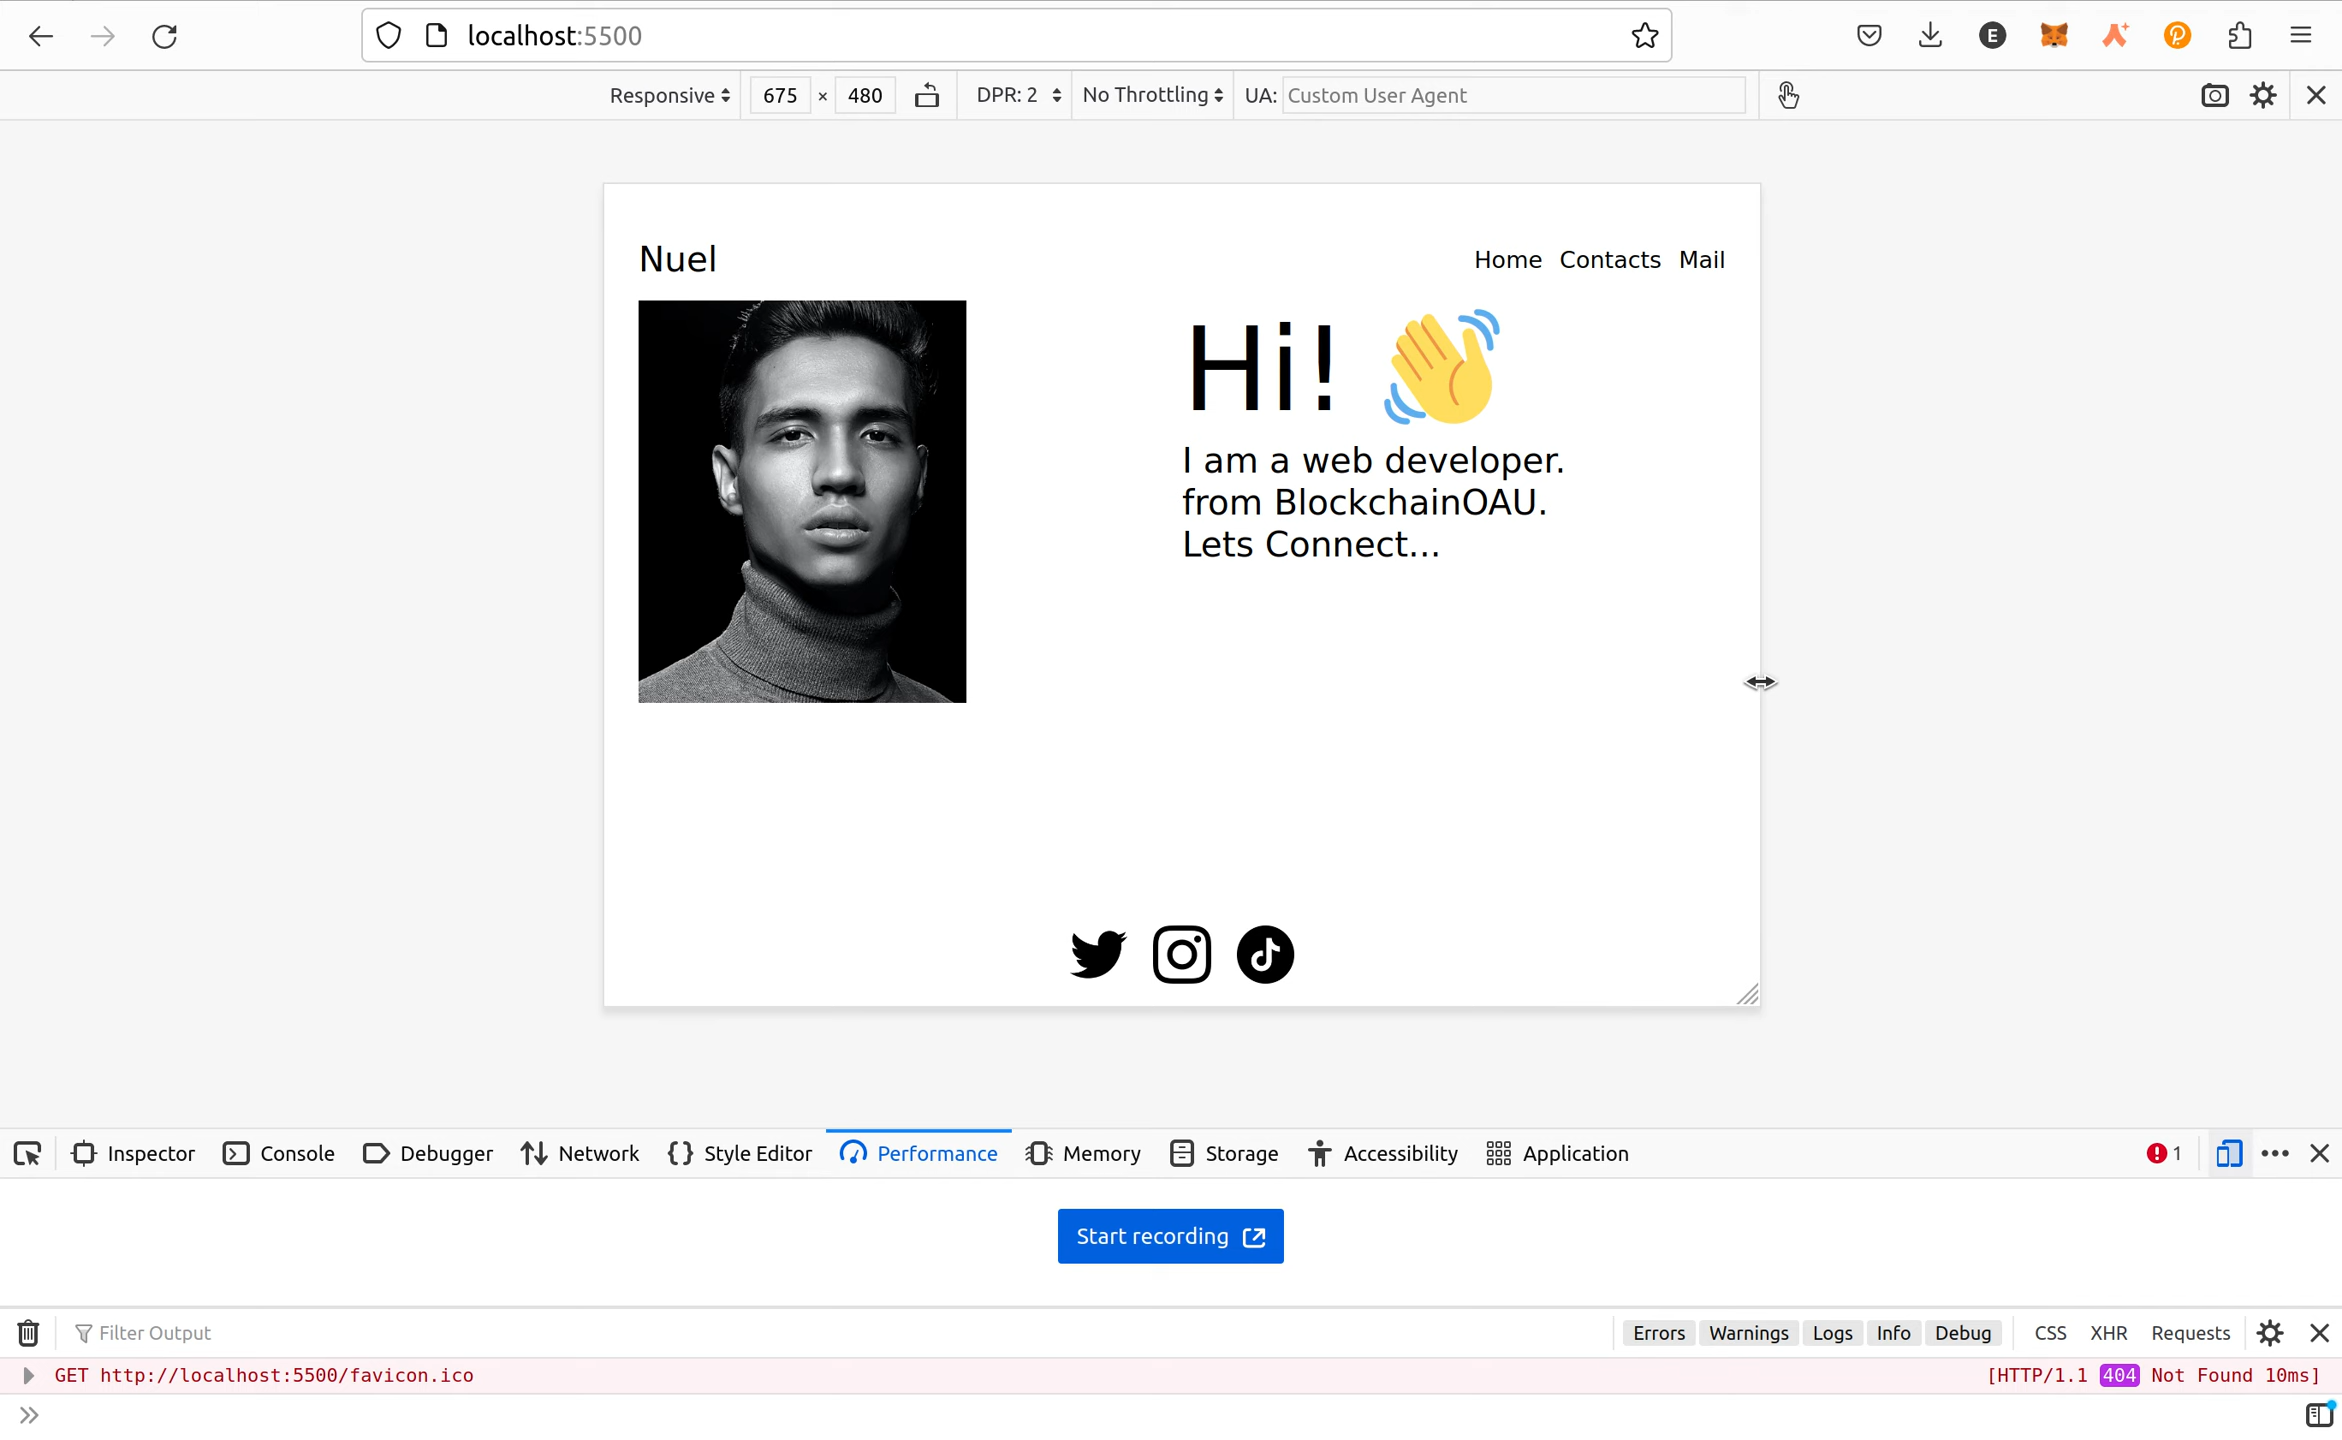 localhost:5500
Responsive 675 × 480 DPR: 2 No Throttling UA: Custom User Agent
Nuel Home Contacts Mail
Hi! 👋
I am a web developer.
from BlockchainOAU.
Lets Connect...
Inspector Console Debugger Network Style Editor Performance Memory Storage Accessibility Application 1
Start recording
Filter Output Errors Warnings Logs Info Debug CSS XHR Requests
GET http://localhost:5500/favicon.ico [HTTP/1.1 404 Not Found 10ms]